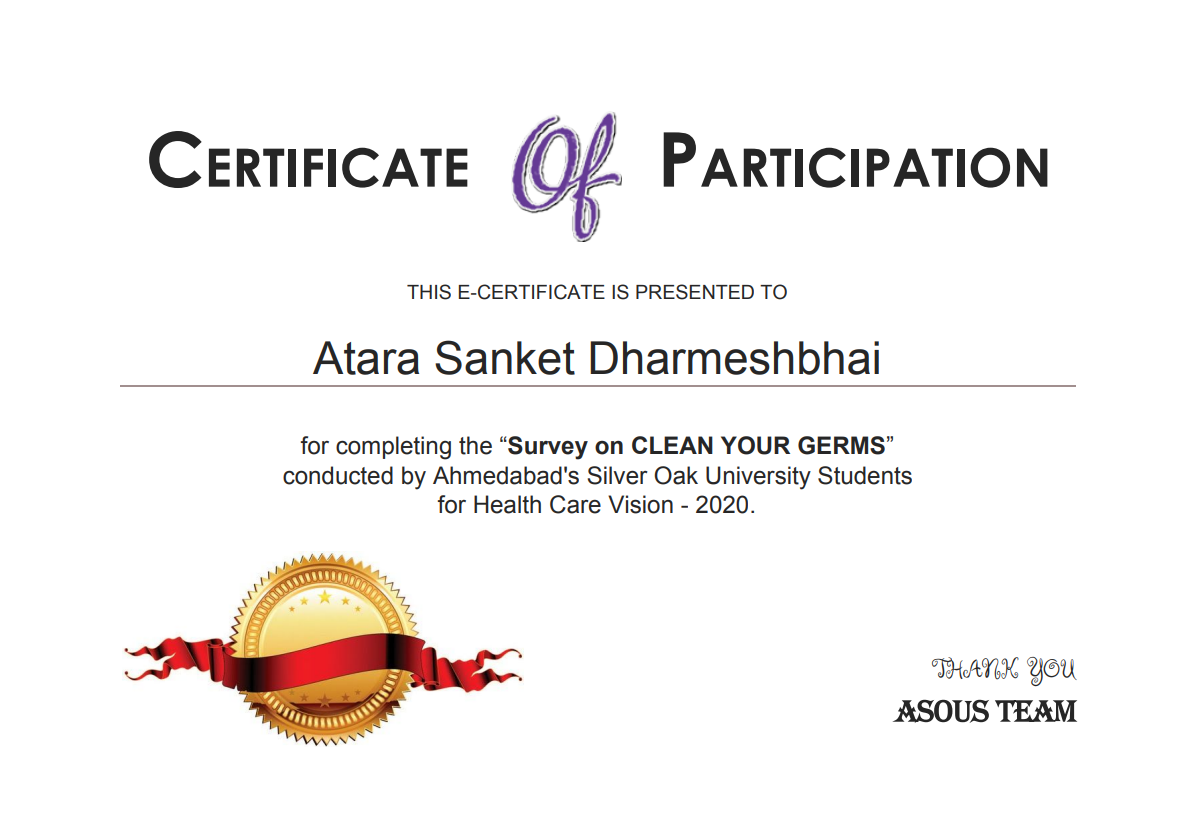 CERTIFICATE Of PARTICIPATION
THIS E-CERTIFICATE IS PRESENTED TO
Atara Sanket Dharmeshbhai
for completing the “Survey on CLEAN YOUR GERMS”
conducted by Ahmedabad's Silver Oak University Students
for Health Care Vision - 2020.
THANK YOU
ASOUS TEAM